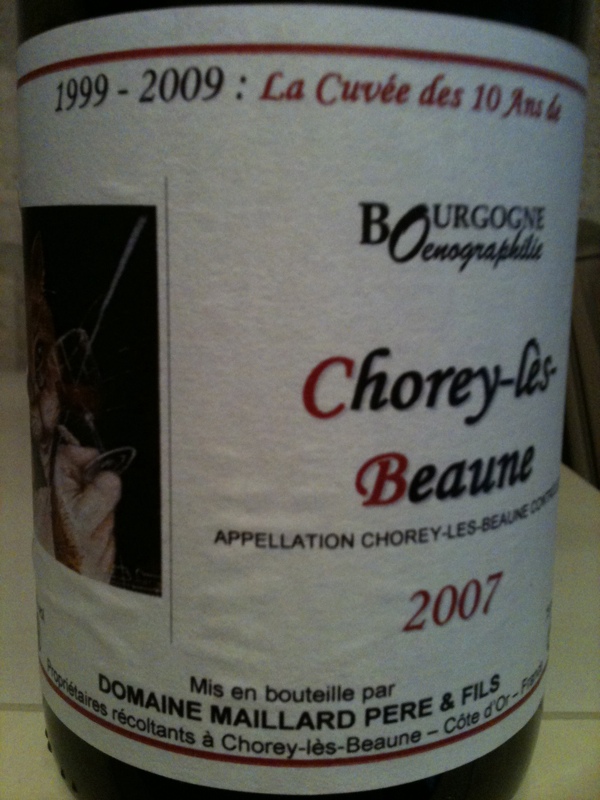 1999 - 2009 : La Cuvée des 10 Ans de
BOURGOGNE
Oenographilie
Chorey-lès-
Beaune
APPELLATION CHOREY-LES-BEAUNE
2007
Mis en bouteille par
DOMAINE MAILLARD PERE & FILS
Propriétaires récoltants à Chorey-lès-Beaune – Côte d'Or –